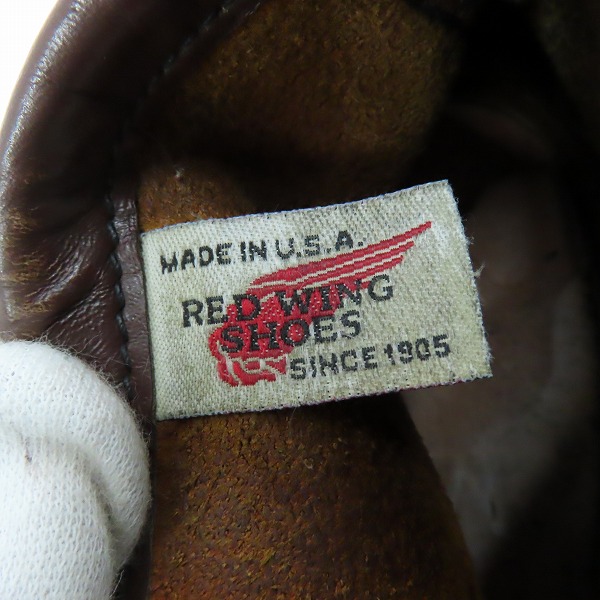 MADE IN U.S.A.
RED WING
SHOES
SINCE 1905